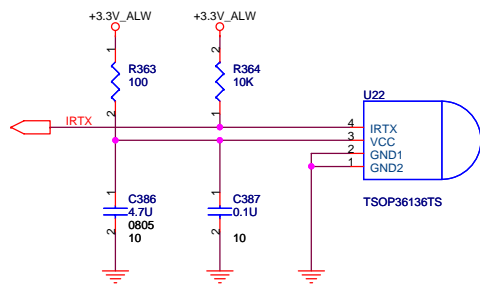 +3.3V_ALW
+3.3V_ALW
1
R363
100
2
2
R364
10K
1
U22
IRTX
4
IRTX
3
VCC
2
GND1
1
GND2
TSOP36136TS
1
C386
4.7U
0805
10
2
1
C387
0.1U
10
2